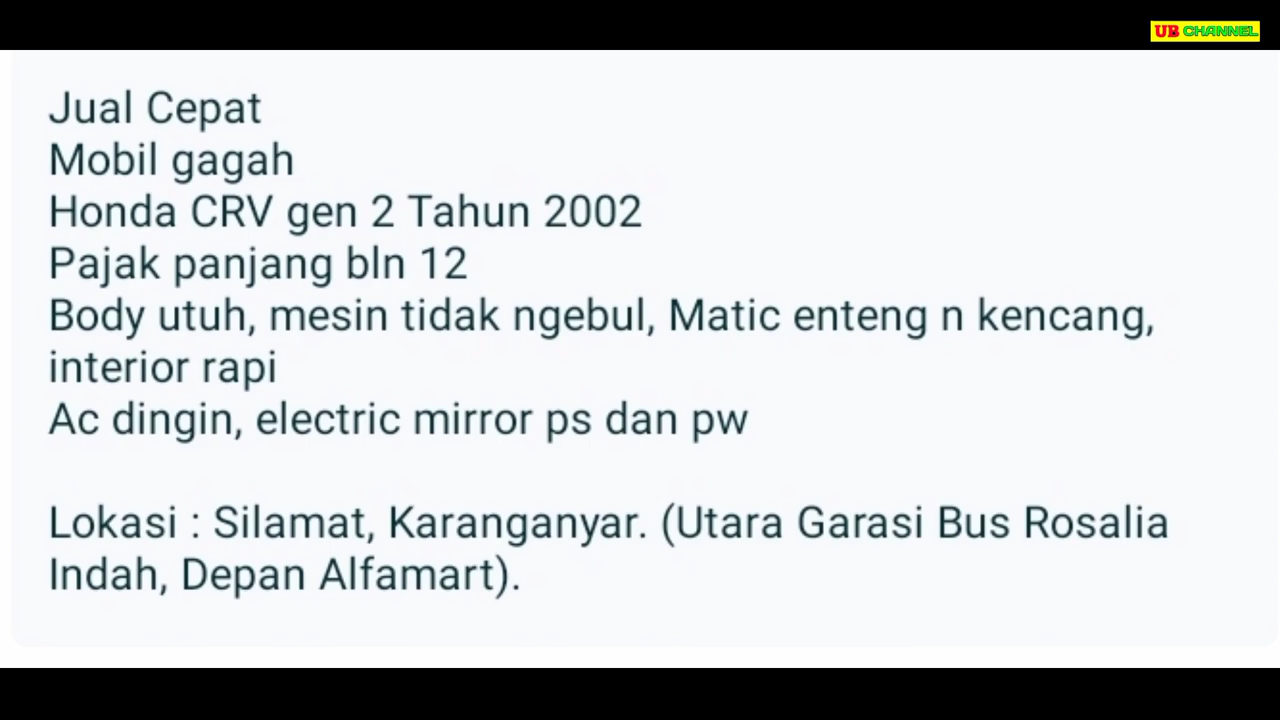 UB CHANNEL
Jual Cepat
Mobil gagah
Honda CRV gen 2 Tahun 2002
Pajak panjang bln 12
Body utuh, mesin tidak ngebul, Matic enteng n kencang,
interior rapi
Ac dingin, electric mirror ps dan pw
Lokasi : Silamat, Karanganyar. (Utara Garasi Bus Rosalia
Indah, Depan Alfamart).